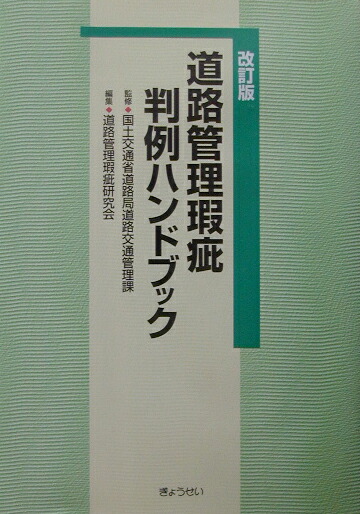 改訂版
道路管理瑕疵
判例ハンドブック
監修◆国土交通省道路局道路交通管理課
編集◆道路管理瑕疵研究会
ぎょうせい